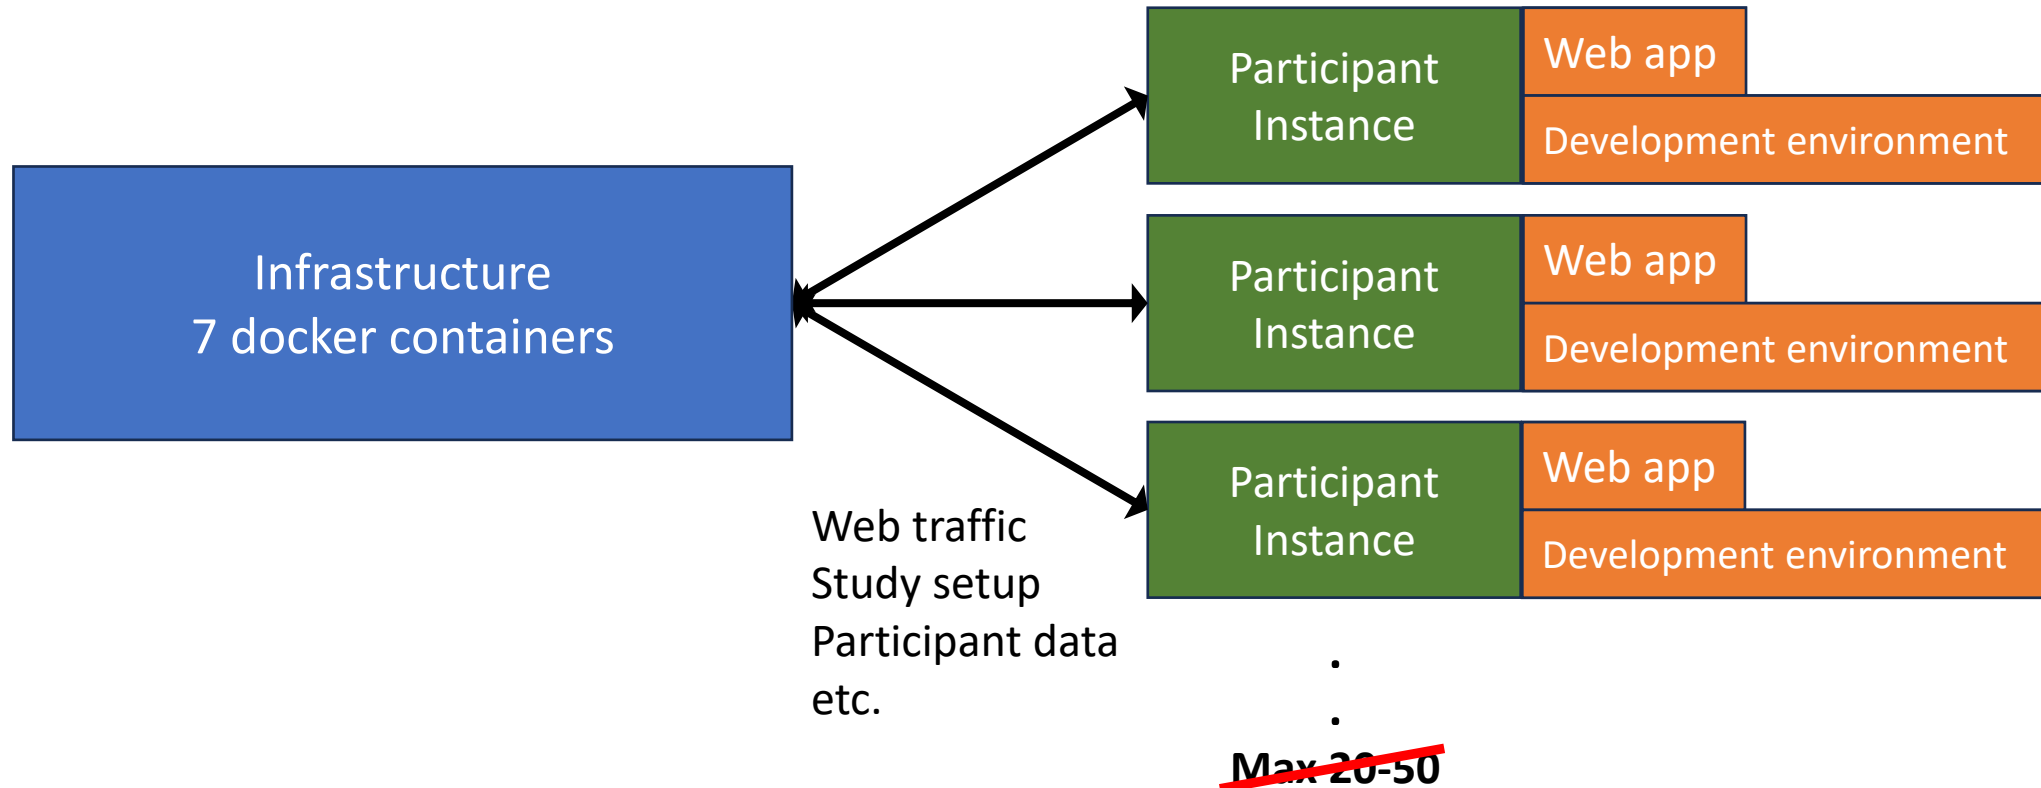 Infrastructure
7 docker containers
Web traffic
Study setup
Participant data
etc.
Participant
Instance
Web app
Development environment
Participant
Instance
Web app
Development environment
Participant
Instance
Web app
Development environment
.
.
Max 20-50